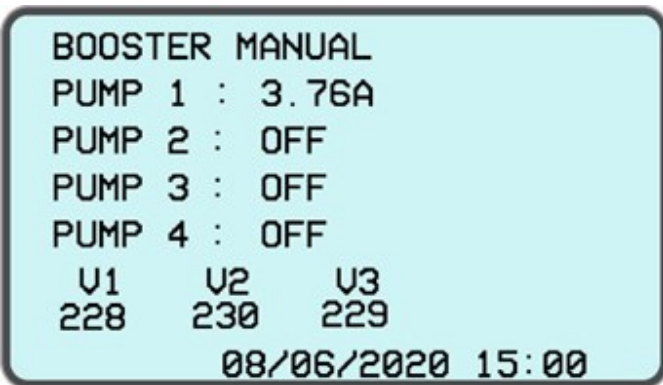 BOOSTER MANUAL
PUMP 1 : 3.76A
PUMP 2 : OFF
PUMP 3 : OFF
PUMP 4 : OFF
V1 V2 V3
228 230 229
08/06/2020 15:00